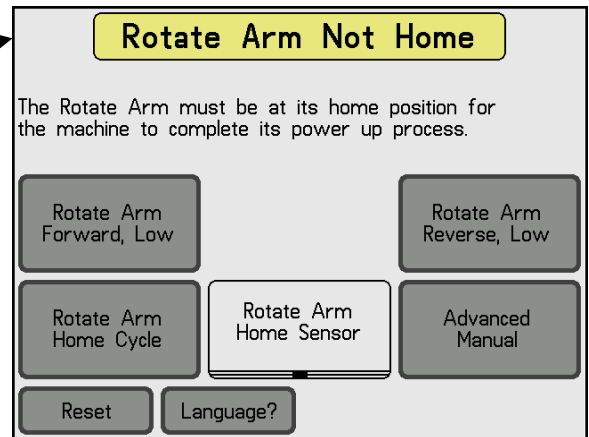 Rotate Arm Not Home
The Rotate Arm must be at its home position for
the machine to complete its power up process.
Rotate Arm
Forward, Low
Rotate Arm
Reverse, Low
Rotate Arm
Home Cycle
Rotate Arm
Home Sensor
Advanced
Manual
Reset
Language?